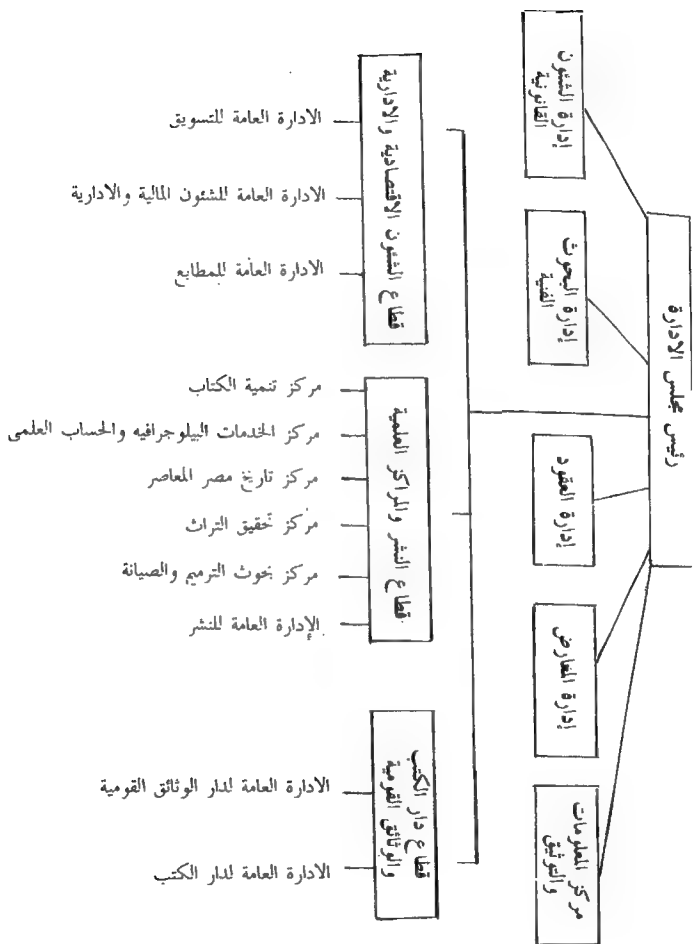 رئيس مجلس الادارة
إدارة الشئون
القانونية
إدارة البحوث
الفنية
إدارة العقود
إدارة المعارض
مركز المعلومات
والتوثيق
قطاع الشئون الاقتصادية والادارية
الادارة العامة للتسويق
الادارة العامة للشئون المالية والادارية
الادارة العامة للمطابع
قطاع النشر والمراكز العلمية
مركز تنمية الكتاب
مركز الخدمات الببلوجرافيه والحساب العلمى
مركز تاريخ مصر المعاصر
مركز تحقيق التراث
مركز بحوث الترميم والصيانة
الإدارة العامة للنشر
قطاع دار الكتب
والوثائق القومية
الادارة العامة لدار الوثائق القومية
الادارة العامة لدار الكتب